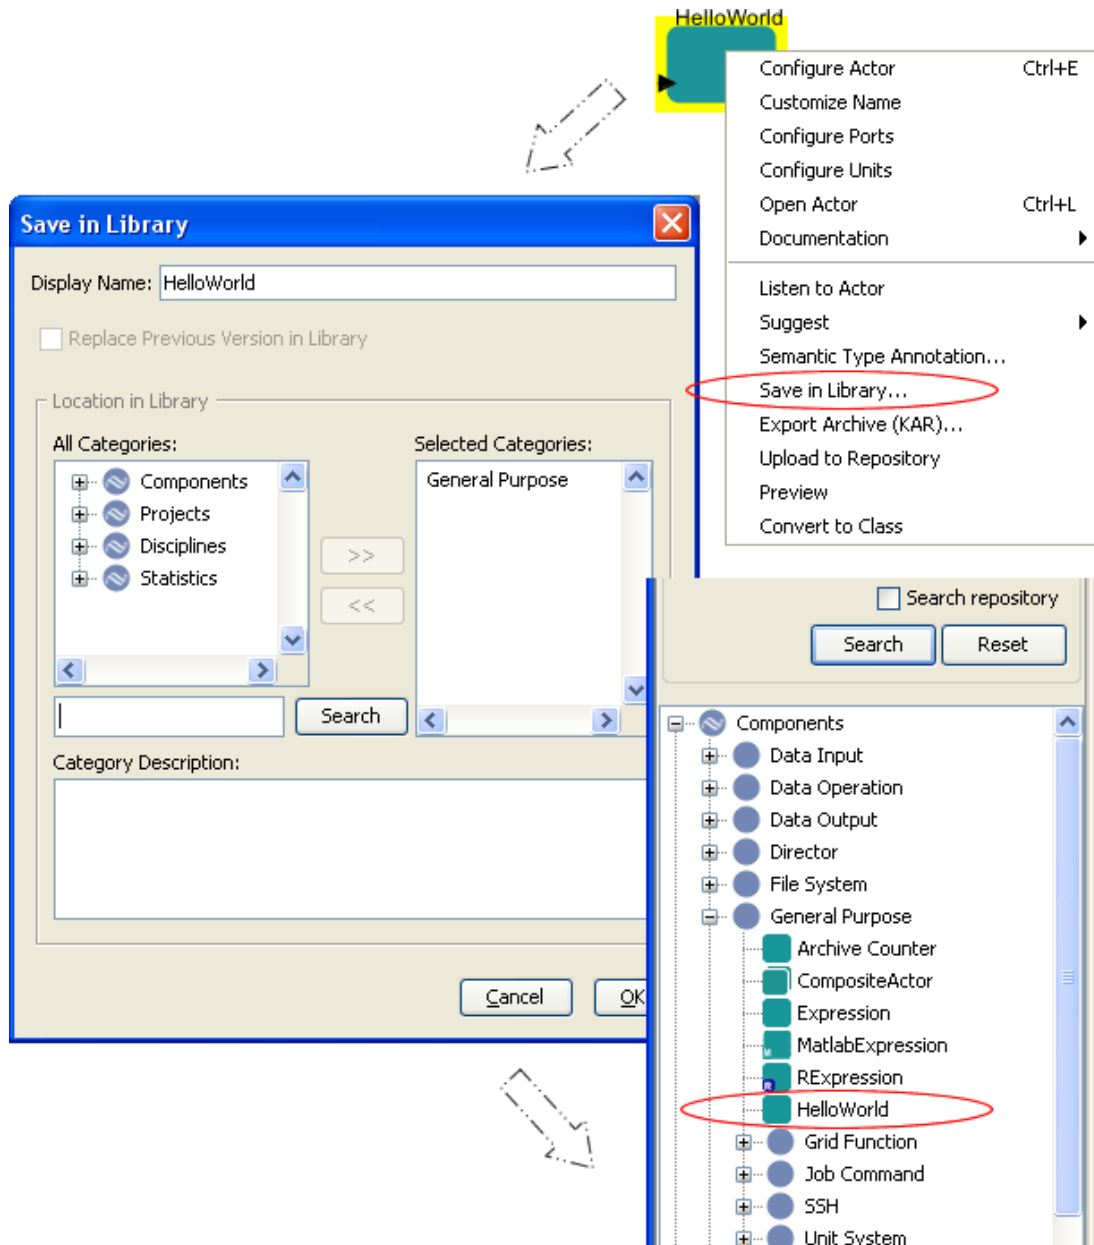 HelloWorld
Configure Actor Ctrl+E
Customize Name
Configure Ports
Configure Units
Open Actor Ctrl+L
Documentation
Listen to Actor
Suggest
Semantic Type Annotation...
Save in Library...
Export Archive (KAR)...
Upload to Repository
Preview
Convert to Class
Save in Library
Display Name: HelloWorld
Replace Previous Version in Library
Location in Library
All Categories:
Components
Projects
Disciplines
Statistics
>>
<<
Selected Categories:
General Purpose
Search
Category Description:
Cancel
OK
Search repository
Search Reset
Components
Data Input
Data Operation
Data Output
Director
File System
General Purpose
Archive Counter
CompositeActor
Expression
MatlabExpression
RExpression
HelloWorld
Grid Function
Job Command
SSH
Unit System